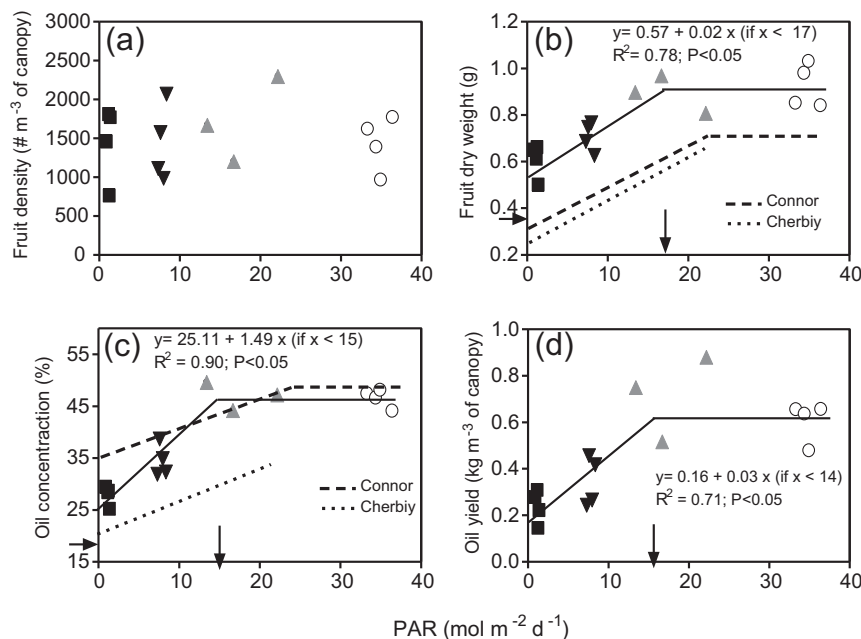 (a)
Fruit density (# m-3 of canopy)
3000
2500
2000
1500
1000
500
0
0 10 20 30 40
(b)
y= 0.57 + 0.02 x (if x < 17)
R2= 0.78; P<0.05
Fruit dry weight (g)
1.2
1.0
0.8
0.6
0.4
0.2
Connor
Cherbiy
0 10 20 30 40
(c)
y= 25.11 + 1.49 x (if x < 15)
R2 = 0.90; P<0.05
Oil concentraction (%)
55
45
35
25
15
Connor
Cherbiy
0 10 20 30 40
(d)
Oil yield (kg m-3 of canopy)
1.0
0.8
0.6
0.4
0.2
0.0
y= 0.16 + 0.03 x (if x <14)
R2 = 0.71; P<0.05
0 10 20 30 40
PAR (mol m-2 d-1)